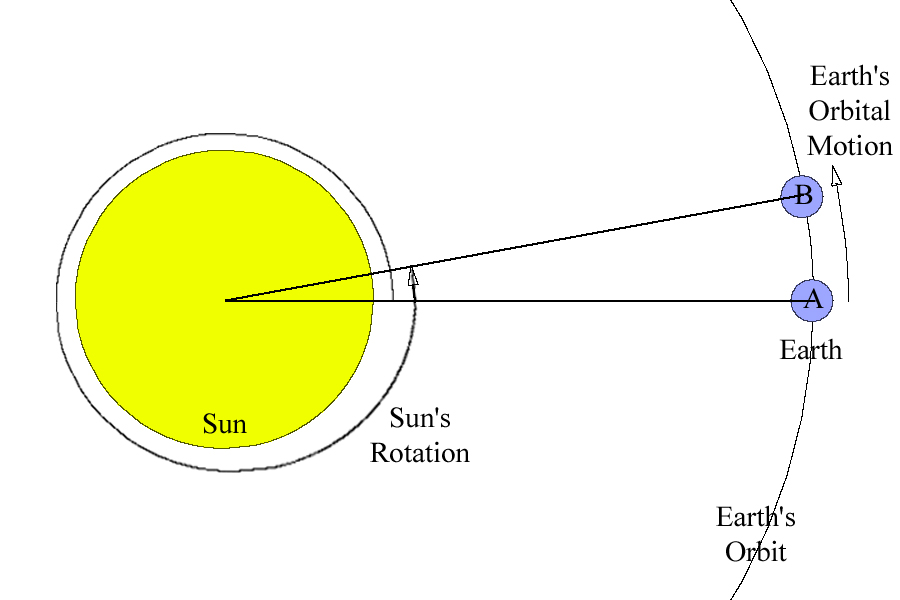 Earth's
Orbital
Motion
B
A
Earth
Sun
Sun's
Rotation
Earth's
Orbit